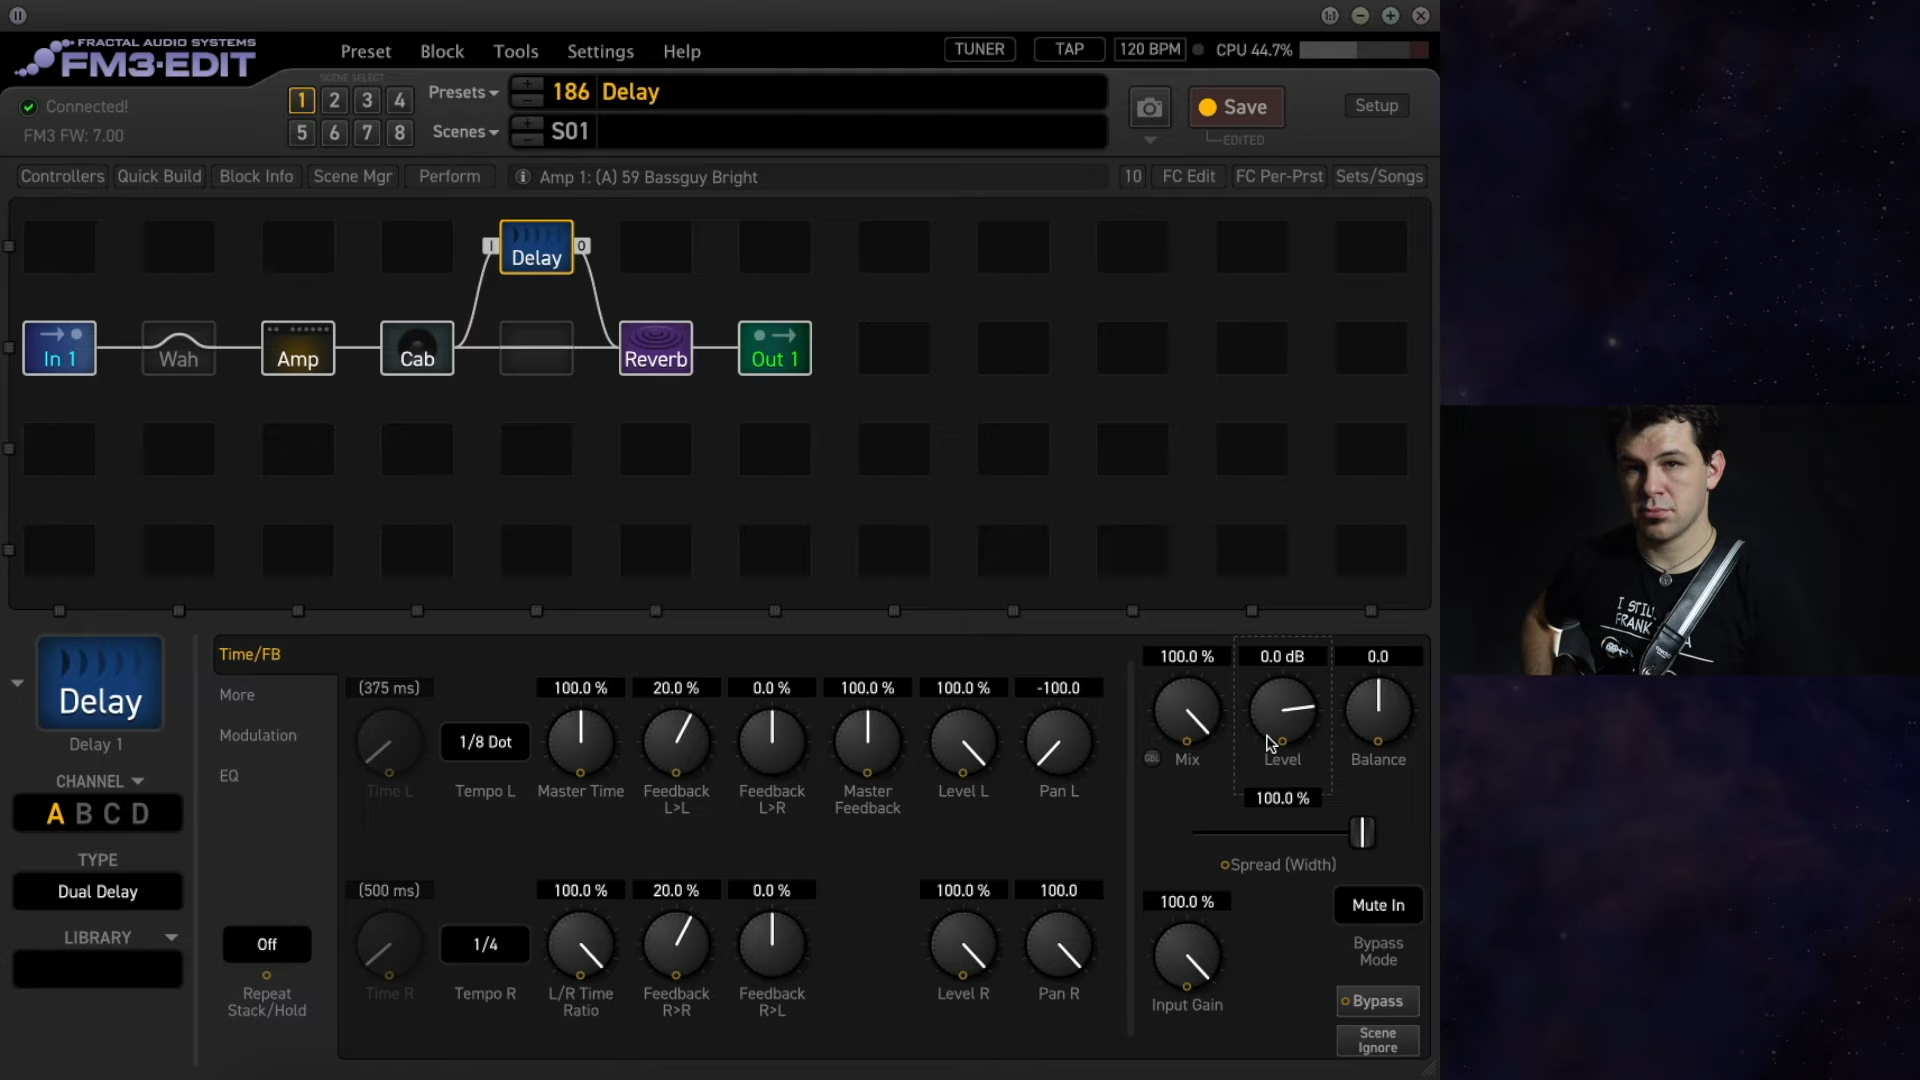 FRACTAL AUDIO SYSTEMS
FM3-EDIT
Preset Block Tools Settings Help
TUNER TAP 120 BPM CPU 44.7%
Connected!
FM3 FW: 7.00
SCENE SELECT
1 2 3 4
5 6 7 8
Presets 186 Delay
Scenes S01
Save
EDITED
Setup
Controllers Quick Build Block Info Scene Mgr Perform Amp 1: (A) 59 Bassguy Bright 10 FC Edit FC Per-Prst Sets/Songs
I Delay O
In 1 Wah Amp Cab Reverb Out 1
Delay
Delay 1
CHANNEL
A B C D
TYPE
Dual Delay
LIBRARY
Time/FB
More
Modulation
EQ
Off
Repeat
Stack/Hold
(375 ms) 100.0 % 20.0 % 0.0 % 100.0 % 100.0 % -100.0
1/8 Dot
Time L Tempo L Master Time Feedback L>L Feedback L>R Master Feedback Level L Pan L
(500 ms) 100.0 % 20.0 % 0.0 % 100.0 % 100.0
1/4
Time R Tempo R L/R Time Ratio Feedback R>R Feedback R>L Level R Pan R
100.0 % 0.0 dB 0.0
GBL Mix Level Balance
100.0 %
Spread (Width)
100.0 %
Input Gain
Mute In
Bypass
Mode
Bypass
Scene
Ignore
I STILL
FRANK